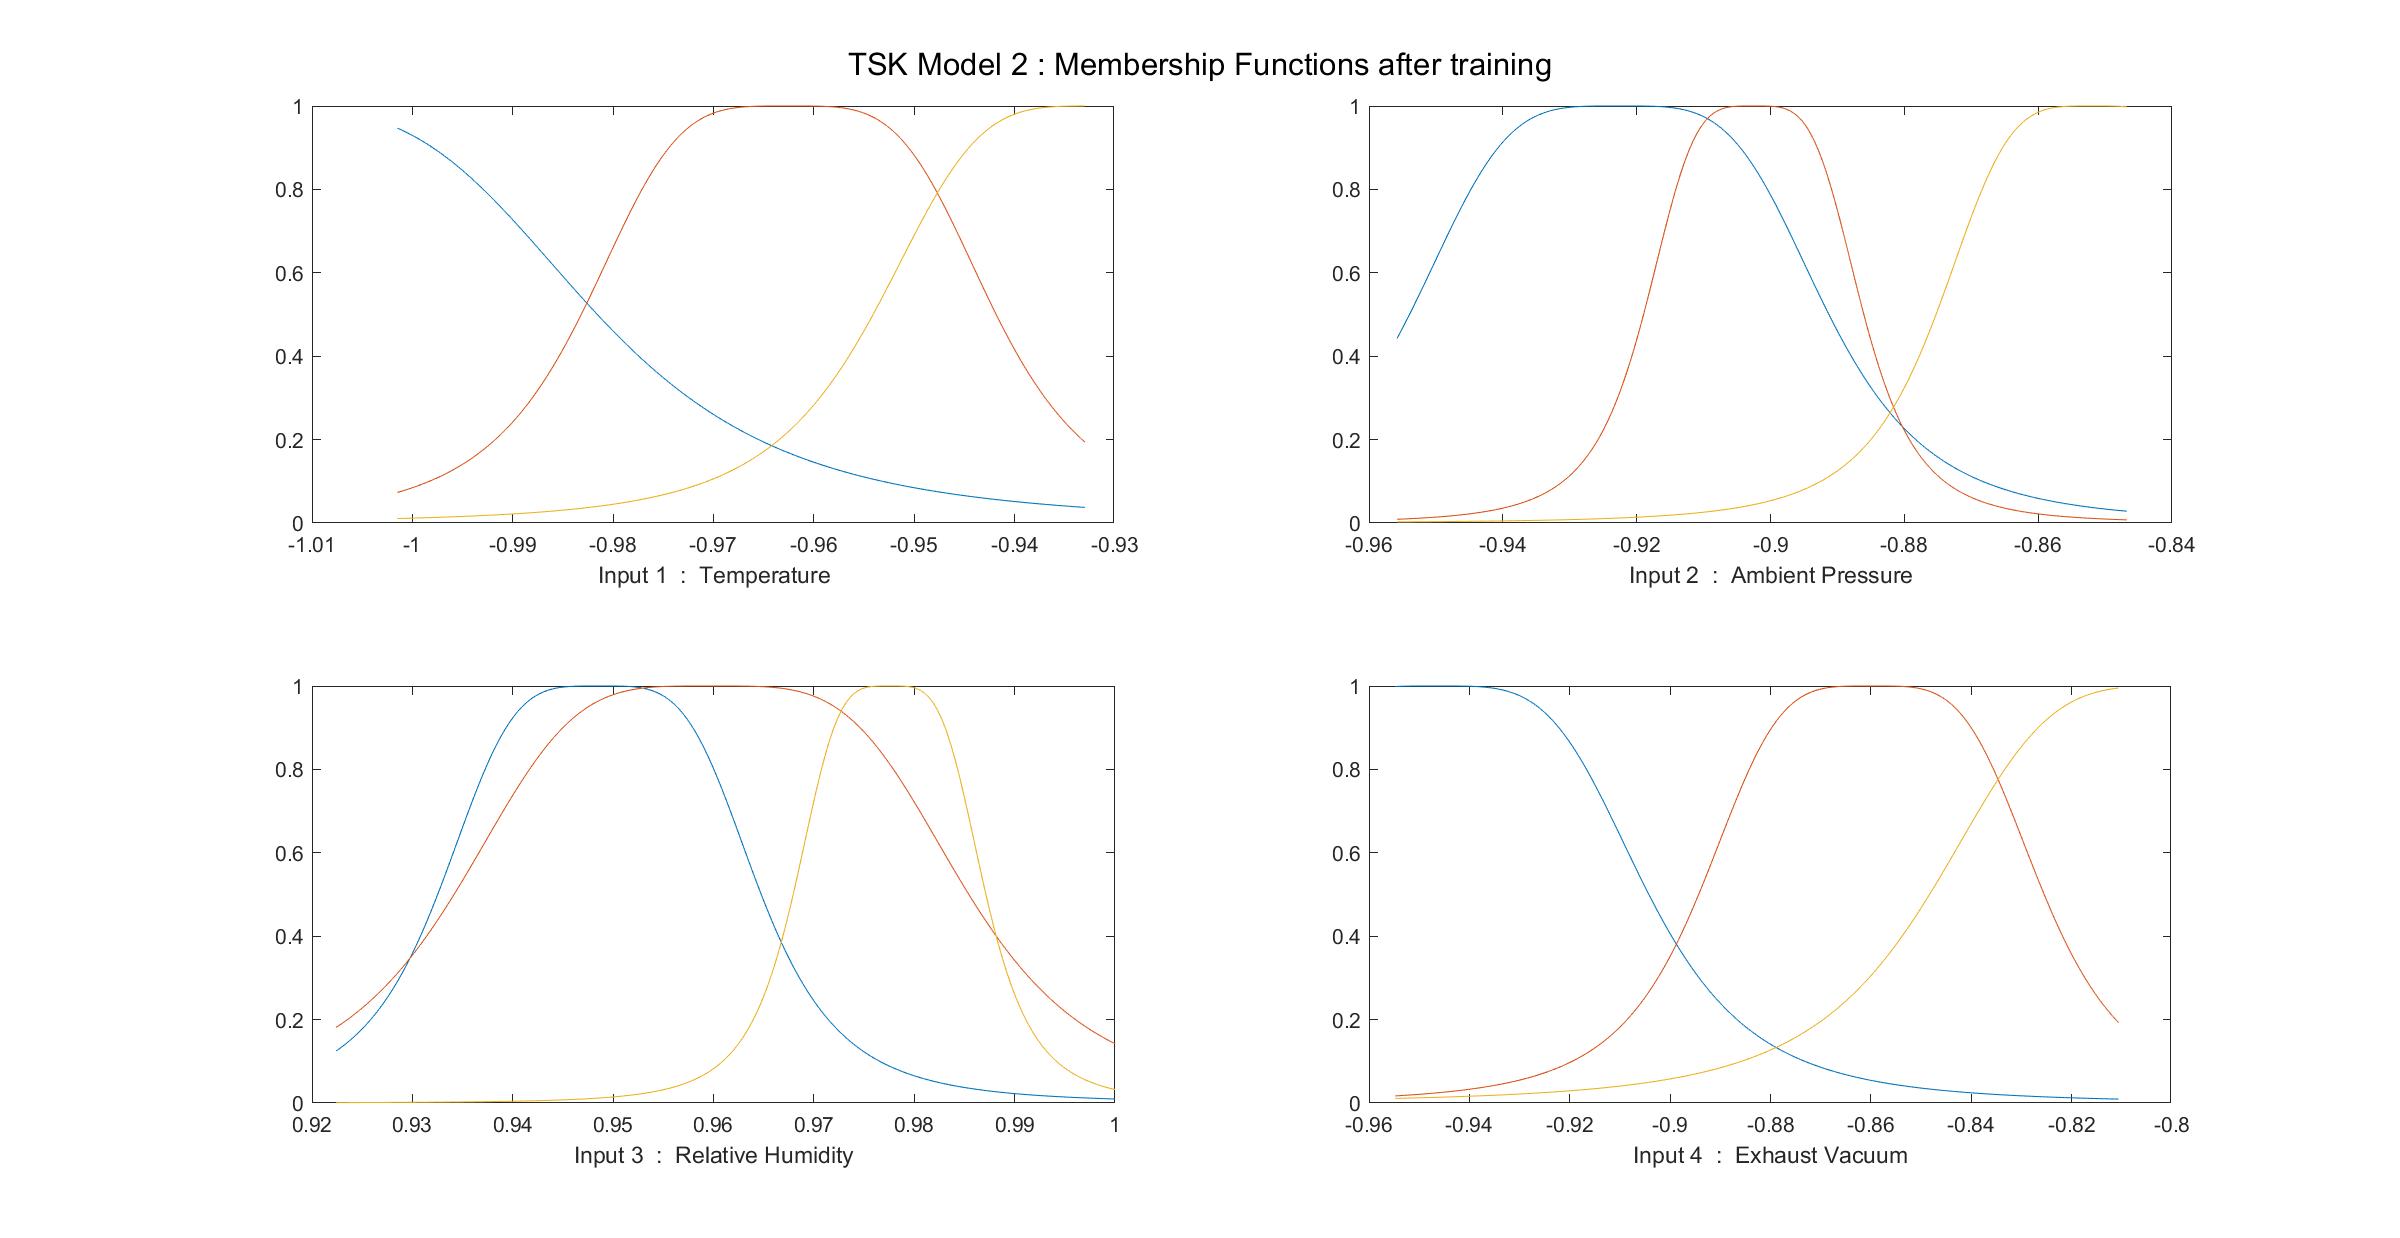 TSK Model 2 : Membership Functions after training
1
0.8
0.6
0.4
0.2
0
-1.01 -1 -0.99 -0.98 -0.97 -0.96 -0.95 -0.94 -0.93
Input 1 : Temperature
1
0.8
0.6
0.4
0.2
0
-0.96 -0.94 -0.92 -0.9 -0.88 -0.86 -0.84
Input 2 : Ambient Pressure
1
0.8
0.6
0.4
0.2
0
0.92 0.93 0.94 0.95 0.96 0.97 0.98 0.99 1
Input 3 : Relative Humidity
1
0.8
0.6
0.4
0.2
0
-0.96 -0.94 -0.92 -0.9 -0.88 -0.86 -0.84 -0.82 -0.8
Input 4 : Exhaust Vacuum